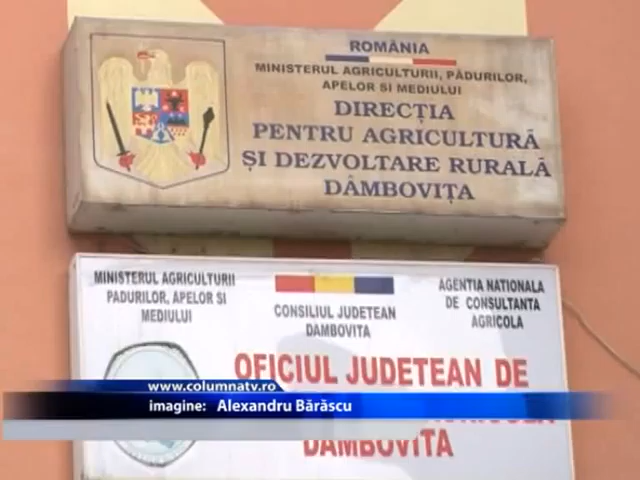 ROMÂNIA
MINISTERUL AGRICULTURII, PĂDURILOR,
APELOR SI MEDIULUI
DIRECȚIA
PENTRU AGRICULTURĂ
ȘI DEZVOLTARE RURALĂ
DÂMBOVIȚA
MINISTERUL AGRICULTURII
PADURILOR, APELOR SI
MEDIULUI
CONSILIUL JUDETEAN
DAMBOVITA
AGENTIA NATIONALA
DE CONSULTANTA
AGRICOLA
OFICIUL JUDETEAN DE
DAMBOVITA
www.columnatv.ro
imagine: Alexandru Bărăscu